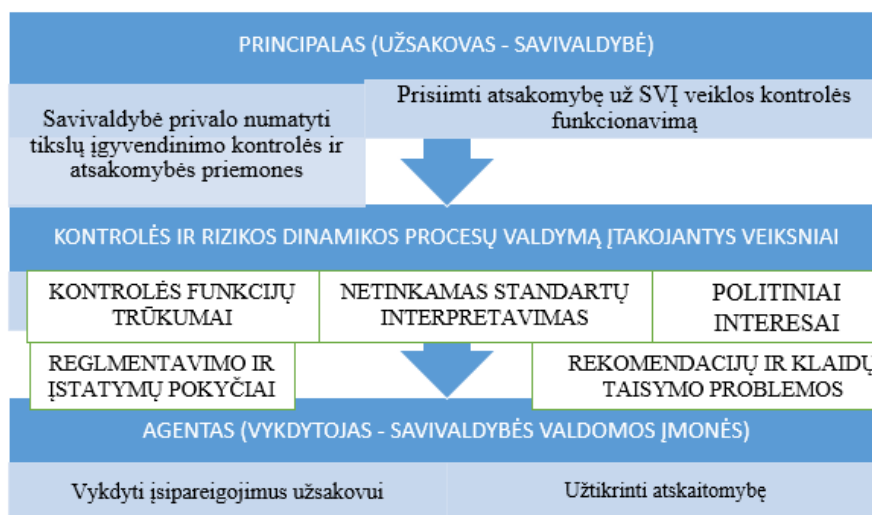 PRINCIPALAS (UŽSAKOVAS - SAVIVALDYBĖ)
Savivaldybė privalo numatyti
tikslų įgyvendinimo kontrolės ir
atsakomybės priemones
Prisiimti atsakomybę už SVĮ veiklos kontrolės
funkcionavimą
KONTROLĖS IR RIZIKOS DINAMIKOS PROCESŲ VALDYMĄ ĮTAKOJANTYS VEIKSNIAI
KONTROLĖS FUNKCIJŲ
TRŪKUMAI
NETINKAMAS STANDARTŲ
INTERPRETAVIMAS
POLITINIAI
INTERESAI
REGLMENTAVIMO IR
ĮSTATYMŲ POKYČIAI
REKOMENDACIJŲ IR KLAIDŲ
TAISYMO PROBLEMOS
AGENTAS (VYKDYTOJAS - SAVIVALDYBĖS VALDOMOS ĮMONĖS)
Vykdyti įsipareigojimus užsakovui
Užtikrinti atskaitomybę